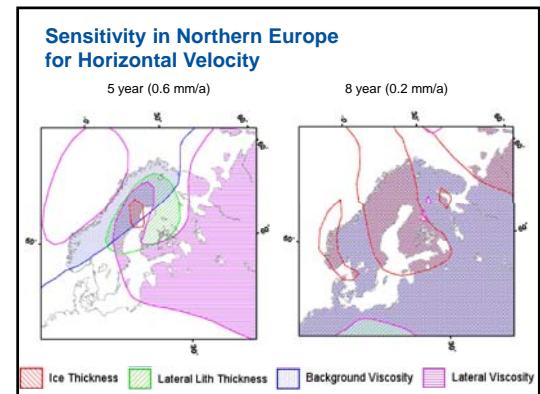 Sensitivity in Northern Europe
for Horizontal Velocity
5 year (0.6 mm/a)
8 year (0.2 mm/a)
Ice Thickness
Lateral Lith Thickness
Background Viscosity
Lateral Viscosity